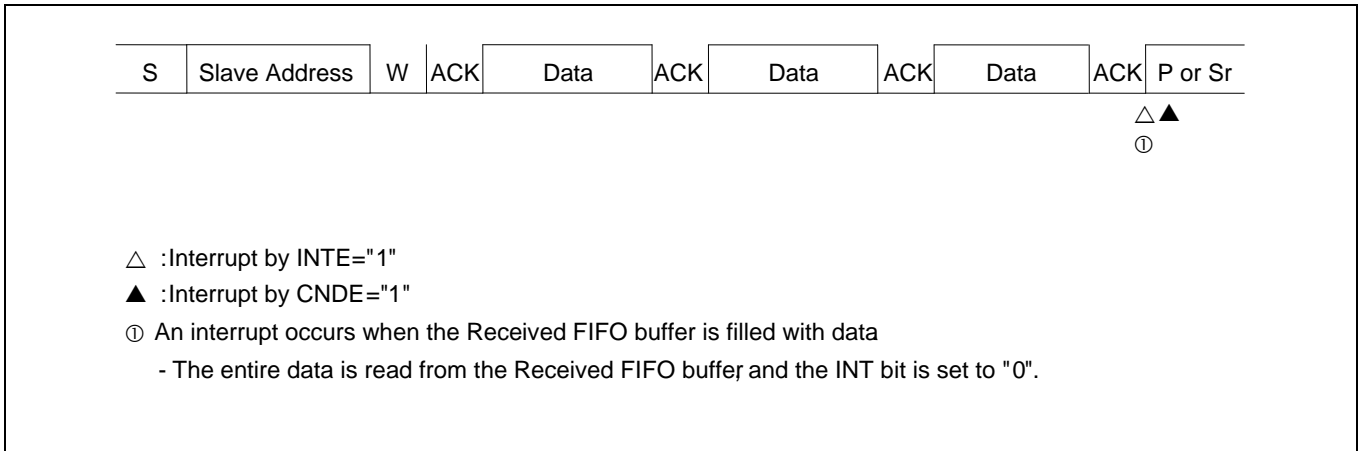 S Slave Address W ACK Data ACK Data ACK Data ACK P or Sr
△ ▲
①
△ :Interrupt by INTE="1"
▲ :Interrupt by CNDE="1"
① An interrupt occurs when the Received FIFO buffer is filled with data
- The entire data is read from the Received FIFO buffer, and the INT bit is set to "0".